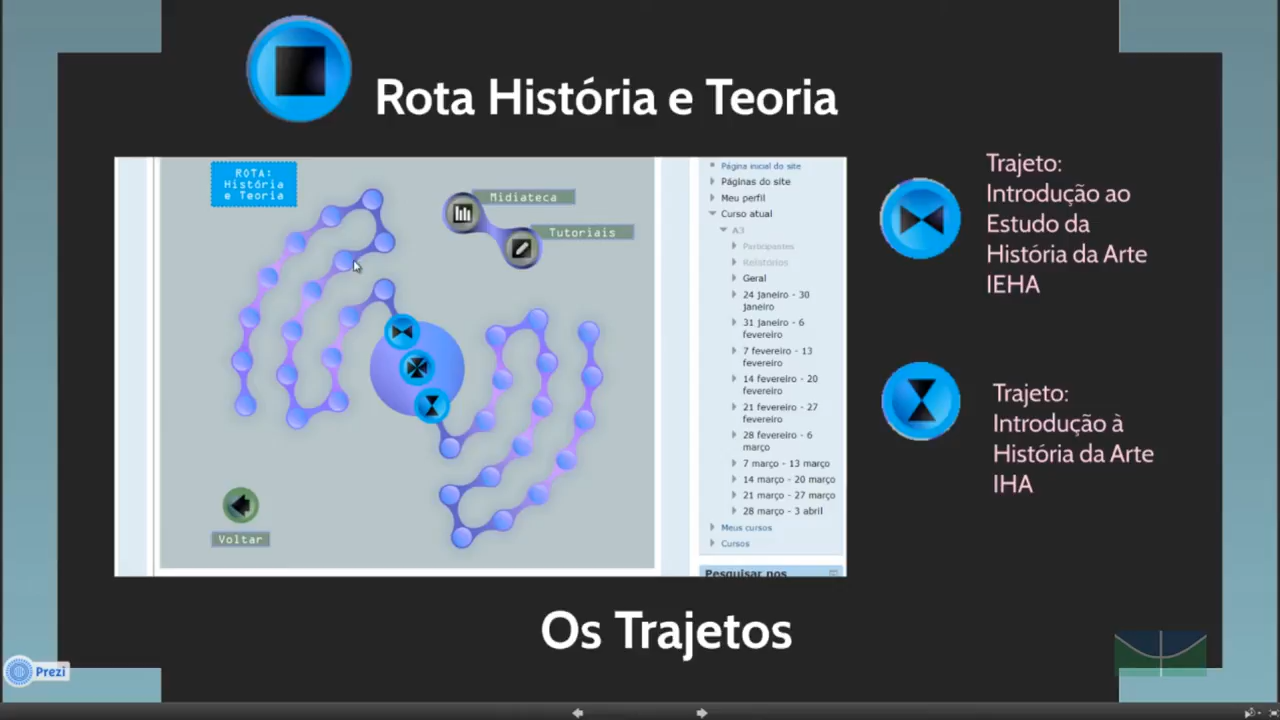 Rota História e Teoria
ROTA:
História
e Teoria
Midiateca
Tutoriais
Voltar
Página inicial do site
Páginas do site
Meu perfil
Curso atual
A3
Participantes
Relatórios
Geral
24 janeiro - 30
janeiro
31 janeiro - 6
fevereiro
7 fevereiro - 13
fevereiro
14 fevereiro - 20
fevereiro
21 fevereiro - 27
fevereiro
28 fevereiro - 6
março
7 março - 13 março
14 março - 20 março
21 março - 27 março
28 março - 3 abril
Meus cursos
Cursos
Pesquisar nos
Trajeto:
Introdução ao
Estudo da
História da Arte
IEHA
Trajeto:
Introdução à
História da Arte
IHA
Os Trajetos
Prezi